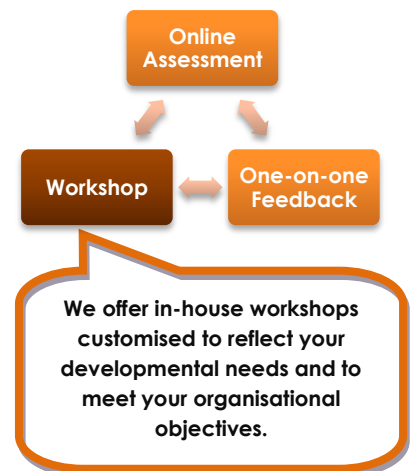 Online
Assessment
Workshop
One-on-one
Feedback
We offer in-house workshops
customised to reflect your
developmental needs and to
meet your organisational
objectives.